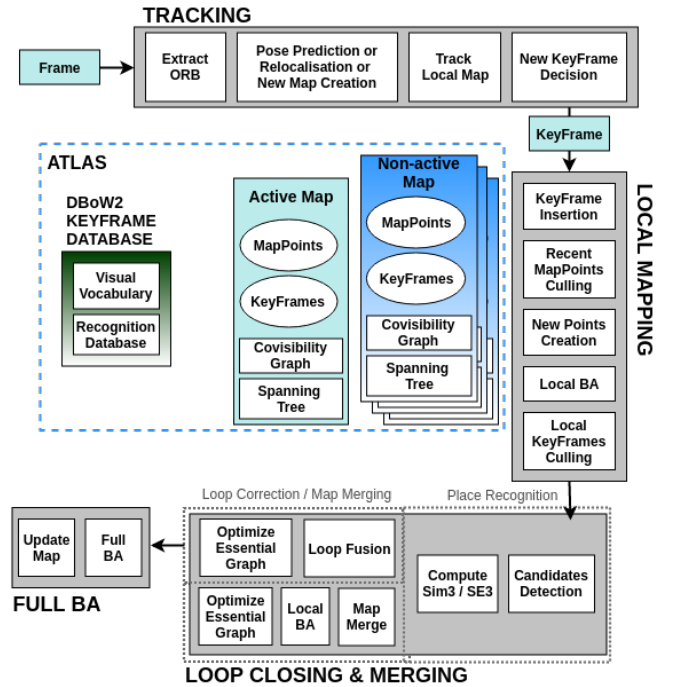 TRACKING
Frame
Extract
ORB
Pose Prediction or
Relocalisation or
New Map Creation
Track
Local Map
New KeyFrame
Decision
KeyFrame
ATLAS
DBoW2
KEYFRAME
DATABASE
Visual
Vocabulary
Recognition
Database
Active Map
MapPoints
KeyFrames
Covisibility
Graph
Spanning
Tree
Non-active
Map
MapPoints
KeyFrames
Covisibility
Graph
Spanning
Tree
LOCAL MAPPING
KeyFrame
Insertion
Recent
MapPoints
Culling
New Points
Creation
Local BA
Local
KeyFrames
Culling
Loop Correction / Map Merging
Place Recognition
Optimize
Essential
Graph
Loop Fusion
Optimize
Essential
Graph
Local
BA
Map
Merge
Compute
Sim3 / SE3
Candidates
Detection
LOOP CLOSING & MERGING
Update
Map
Full
BA
FULL BA